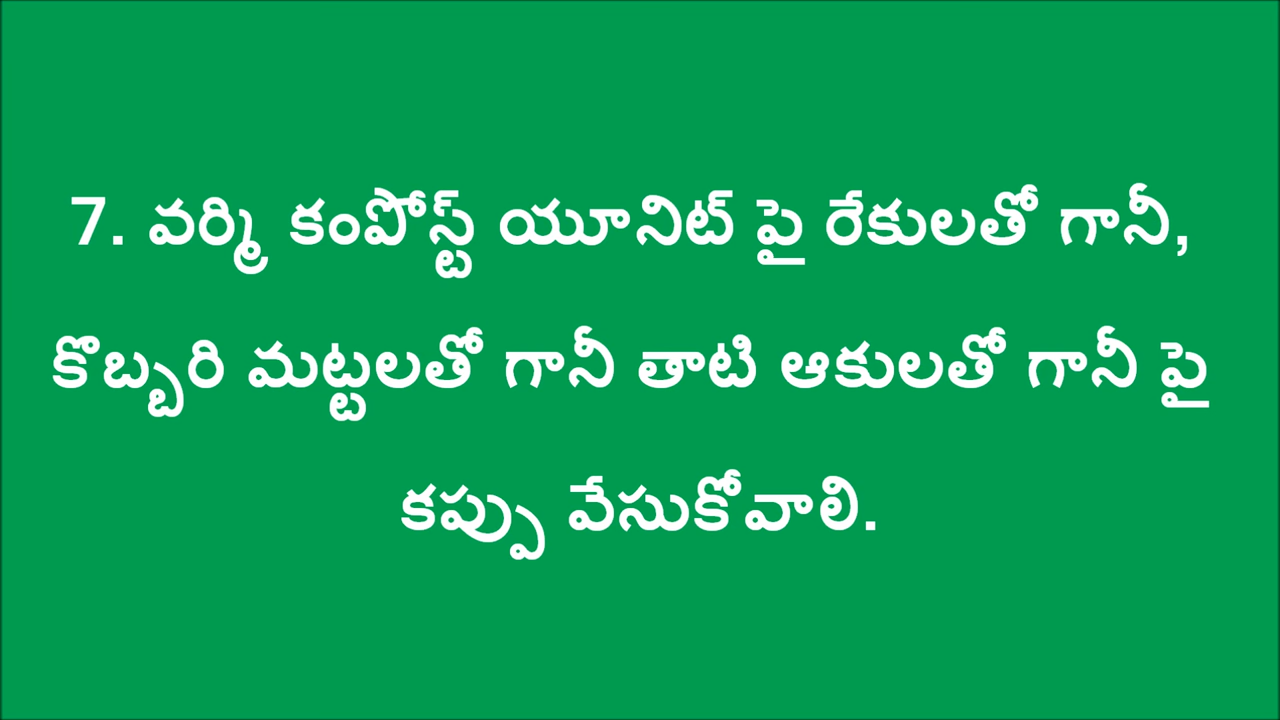 7. వర్మి కంపోస్ట్ యూనిట్ పై రేకులతో గానీ,
కొబ్బరి మట్టలతో గానీ తాటి ఆకులతో గానీ పై
కప్పు వేసుకోవాలి.